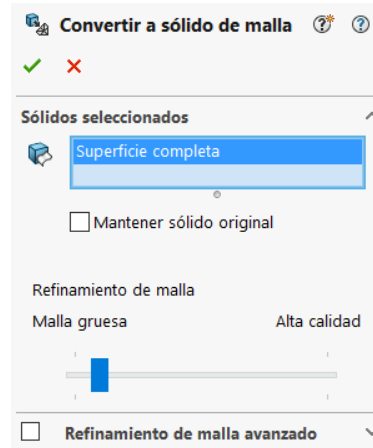 Convertir a sólido de malla
Sólidos seleccionados
Superficie completa
Mantener sólido original
Refinamiento de malla
Malla gruesa Alta calidad
Refinamiento de malla avanzado